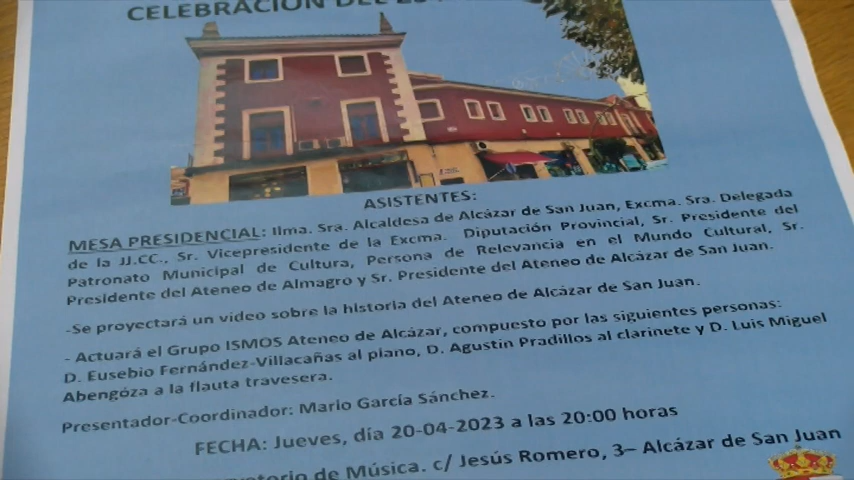 CELEBRACIÓN DEL
ASISTENTES:
MESA PRESIDENCIAL: Ilma. Sra. Alcaldesa de Alcázar de San Juan, Excma. Sra. Delegada
de la JJ.CC., Sr. Vicepresidente de la Excma. Diputación Provincial, Sr. Presidente del
Patronato Municipal de Cultura, Persona de Relevancia en el Mundo Cultural, Sr.
Presidente del Ateneo de Almagro y Sr. Presidente del Ateneo de Alcázar de San Juan.
-Se proyectará un video sobre la historia del Ateneo de Alcázar de San Juan.
- Actuará el Grupo ISMOS Ateneo de Alcázar, compuesto por las siguientes personas:
D. Eusebio Fernández-Villacañas al piano, D. Agustín Pradillos al clarinete y D. Luis Miguel
Abengóza a la flauta travesera.
Presentador-Coordinador: Mario García Sánchez.
FECHA: Jueves, día 20-04-2023 a las 20:00 horas
de Música. c/ Jesús Romero, 3– Alcázar de San Juan